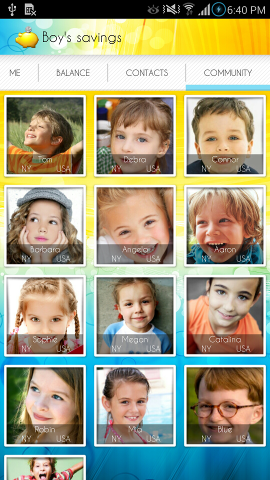 6:40 PM
Boy's savings
ME BALANCE CONTACTS COMMUNITY
Tom Debra Connor
NY USA NY USA NY USA
Barbara Angela Aaron
NY USA NY USA NY USA
Sophie Megan Catalina
NY USA NY USA NY USA
Robin Mia Blue
NY USA NY USA NY USA